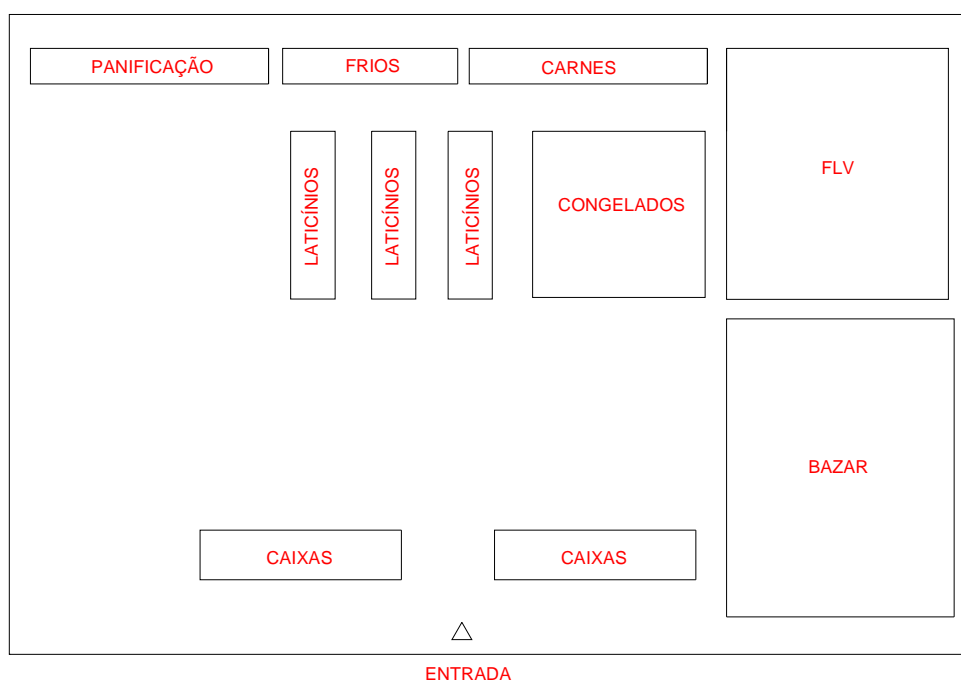 PANIFICAÇÃO
FRIOS
CARNES
FLV
LATICÍNIOS
LATICÍNIOS
LATICÍNIOS
CONGELADOS
BAZAR
CAIXAS
CAIXAS
ENTRADA